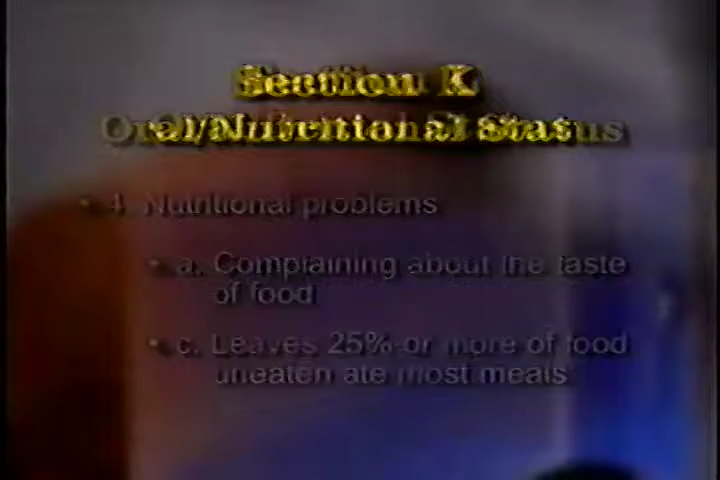 Section K
Oral/Nutritional Status
• 4. Nutritional problems
• a. Complaining about the taste
of food
• c. Leaves 25% or more of food
uneaten ate most meals